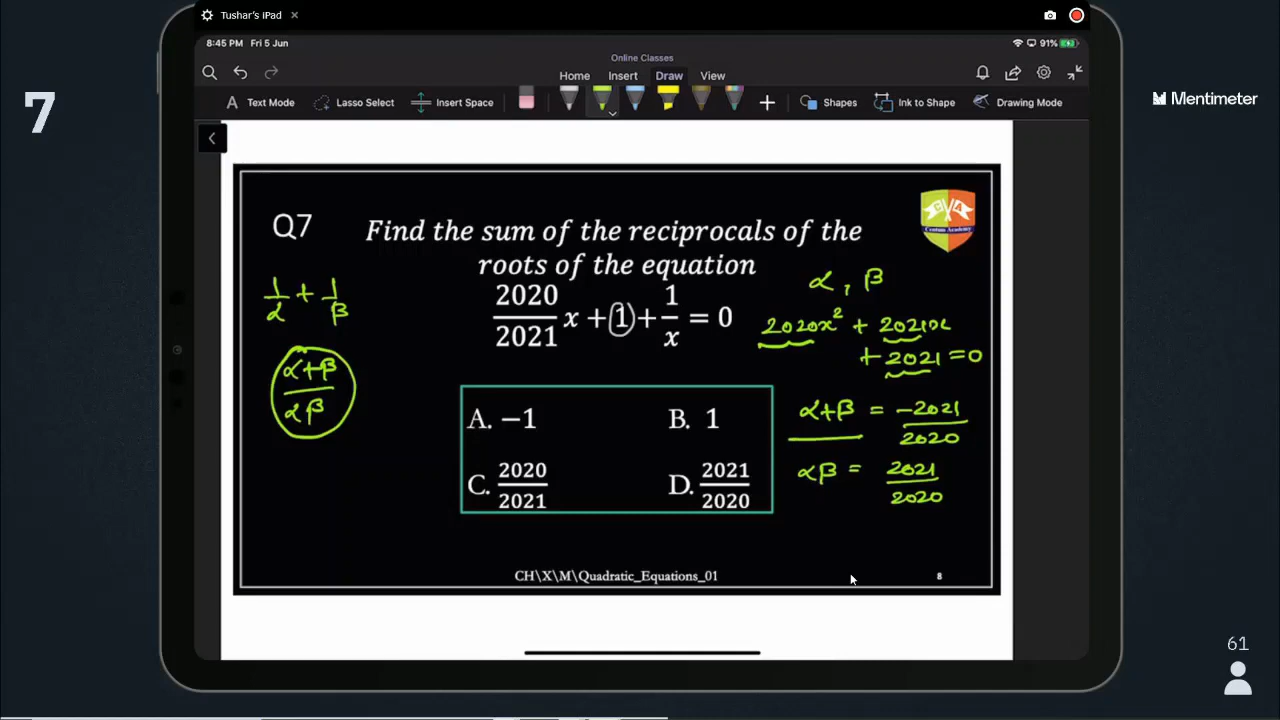 Tushar's iPad ×
8:45 PM Fri 5 Jun
91%
Online Classes
Home Insert Draw View
Text Mode Lasso Select Insert Space Shapes Ink to Shape Drawing Mode
7
Mentimeter
Q7
Find the sum of the reciprocals of the
roots of the equation
2020/2021 x + 1 + 1/x = 0
Centum Academy
1/α + 1/β
α+β/αβ
α, β
2020x² + 2021x
+ 2021 = 0
α+β = -2021/2020
αβ = 2021/2020
A. −1 B. 1
C. 2020/2021 D. 2021/2020
CH\X\M\Quadratic_Equations_01 8
61